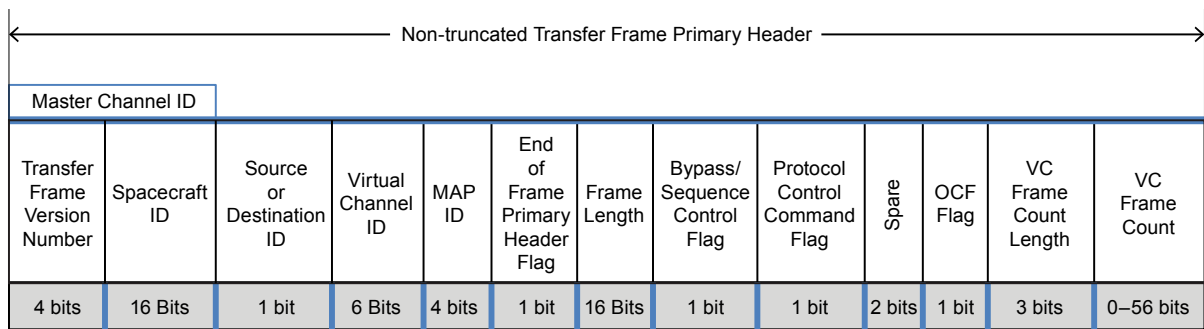 Non-truncated Transfer Frame Primary Header
Master Channel ID
Transfer
Frame
Version
Number
Spacecraft
ID
Source
or
Destination
ID
Virtual
Channel
ID
MAP
ID
End
of
Frame
Primary
Header
Flag
Frame
Length
Bypass/
Sequence
Control
Flag
Protocol
Control
Command
Flag
Spare
OCF
Flag
VC
Frame
Count
Length
VC
Frame
Count
4 bits
16 Bits
1 bit
6 Bits
4 bits
1 bit
16 Bits
1 bit
1 bit
2 bits
1 bit
3 bits
0–56 bits